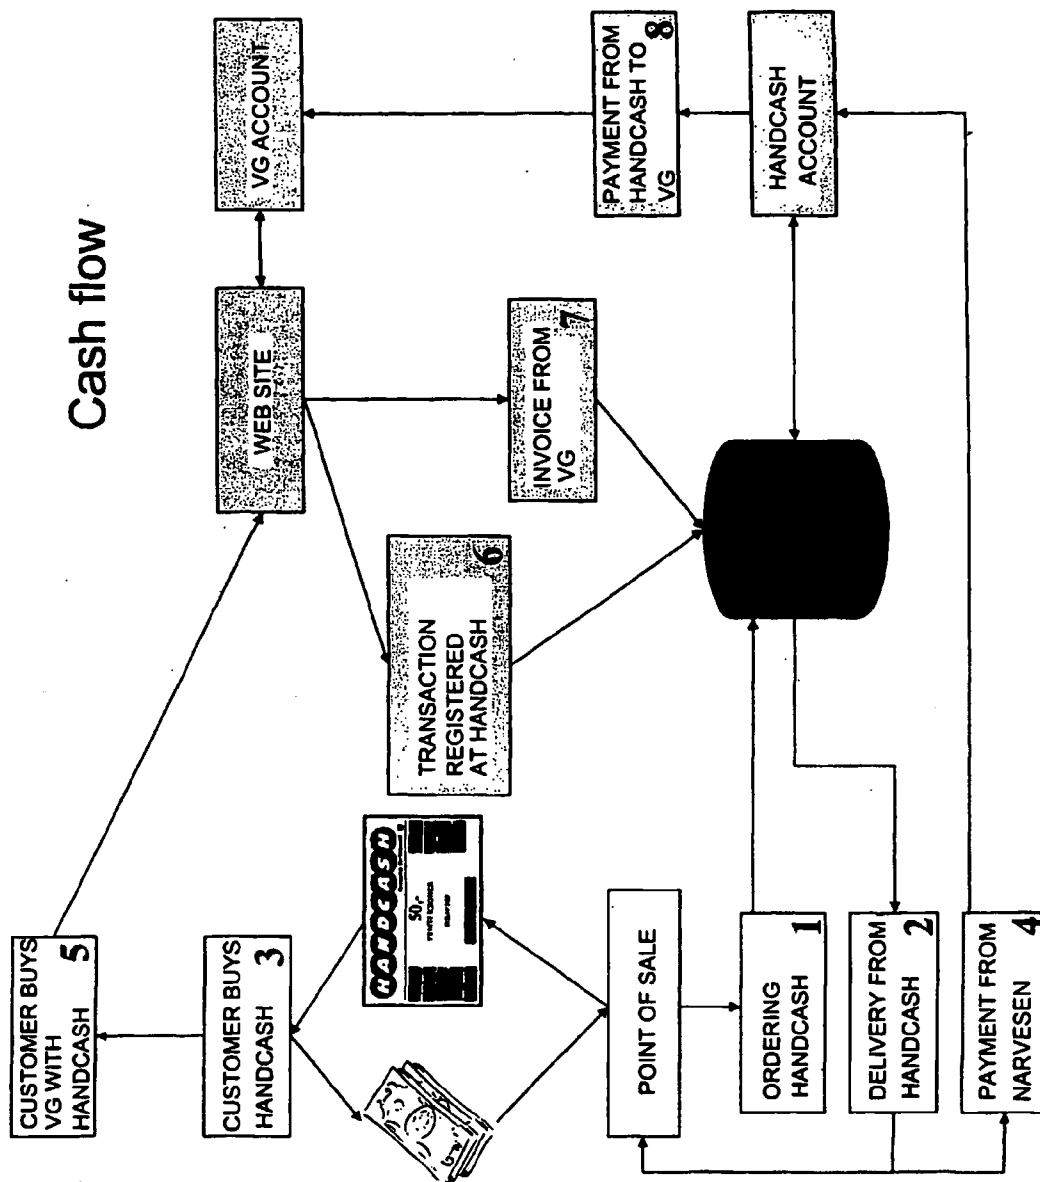 Cash flow
CUSTOMER BUYS
VG WITH
HANDCASH
5
CUSTOMER BUYS
HANDCASH
3
HANDCASH
50,-
POINT OF SALE
ORDERING
HANDCASH
1
DELIVERY FROM
HANDCASH
2
PAYMENT FROM
NARVESEN
4
TRANSACTION
REGISTERED
AT HANDCASH
6
WEB SITE
INVOICE FROM
VG
7
VG ACCOUNT
PAYMENT FROM
HANDCASH TO
VG
8
HANDCASH
ACCOUNT